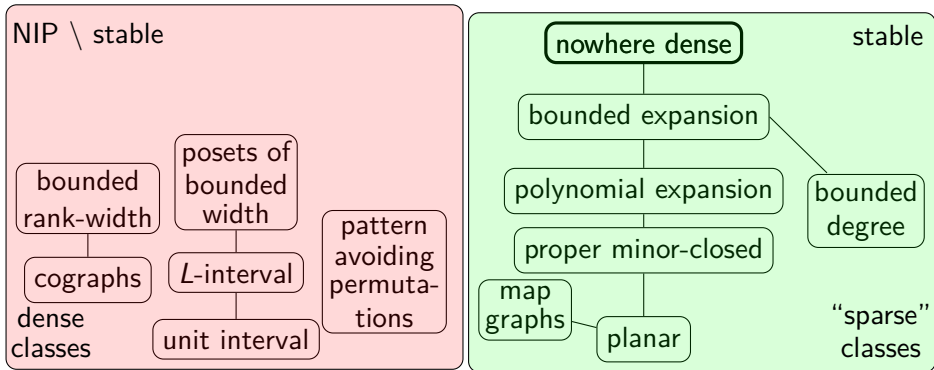 NIP \ stable
posets of
bounded
width
bounded
rank-width
pattern
avoiding
permuta-
tions
cographs
L-interval
dense
classes
unit interval
nowhere dense
stable
bounded expansion
polynomial expansion
bounded
degree
proper minor-closed
map
graphs
planar
“sparse”
classes